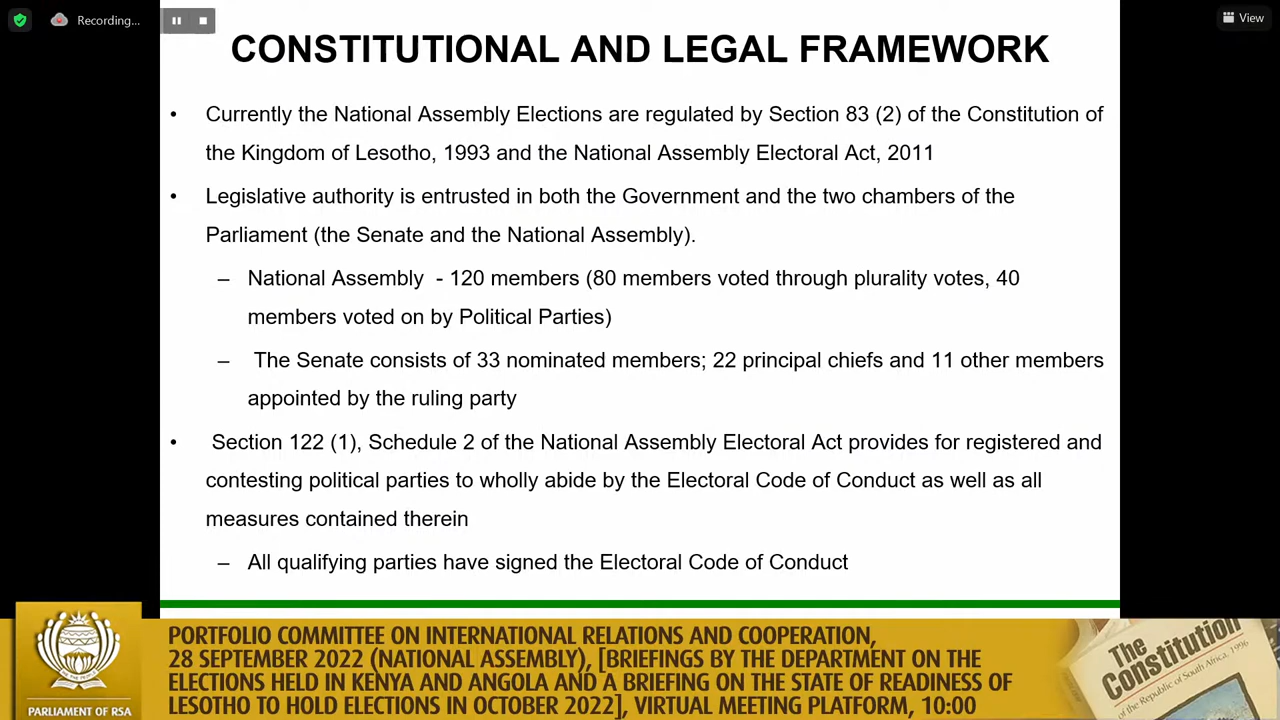 Recording...
View
CONSTITUTIONAL AND LEGAL FRAMEWORK
• Currently the National Assembly Elections are regulated by Section 83 (2) of the Constitution of
the Kingdom of Lesotho, 1993 and the National Assembly Electoral Act, 2011
• Legislative authority is entrusted in both the Government and the two chambers of the
Parliament (the Senate and the National Assembly).
– National Assembly - 120 members (80 members voted through plurality votes, 40
members voted on by Political Parties)
– The Senate consists of 33 nominated members; 22 principal chiefs and 11 other members
appointed by the ruling party
• Section 122 (1), Schedule 2 of the National Assembly Electoral Act provides for registered and
contesting political parties to wholly abide by the Electoral Code of Conduct as well as all
measures contained therein
– All qualifying parties have signed the Electoral Code of Conduct
PORTFOLIO COMMITTEE ON INTERNATIONAL RELATIONS AND COOPERATION,
28 SEPTEMBER 2022 (NATIONAL ASSEMBLY), [BRIEFINGS BY THE DEPARTMENT ON THE
ELECTIONS HELD IN KENYA AND ANGOLA AND A BRIEFING ON THE STATE OF READINESS OF
LESOTHO TO HOLD ELECTIONS IN OCTOBER 2022], VIRTUAL MEETING PLATFORM, 10:00
PARLIAMENT OF RSA
The
Constitution
of the Republic of South Africa, 1996